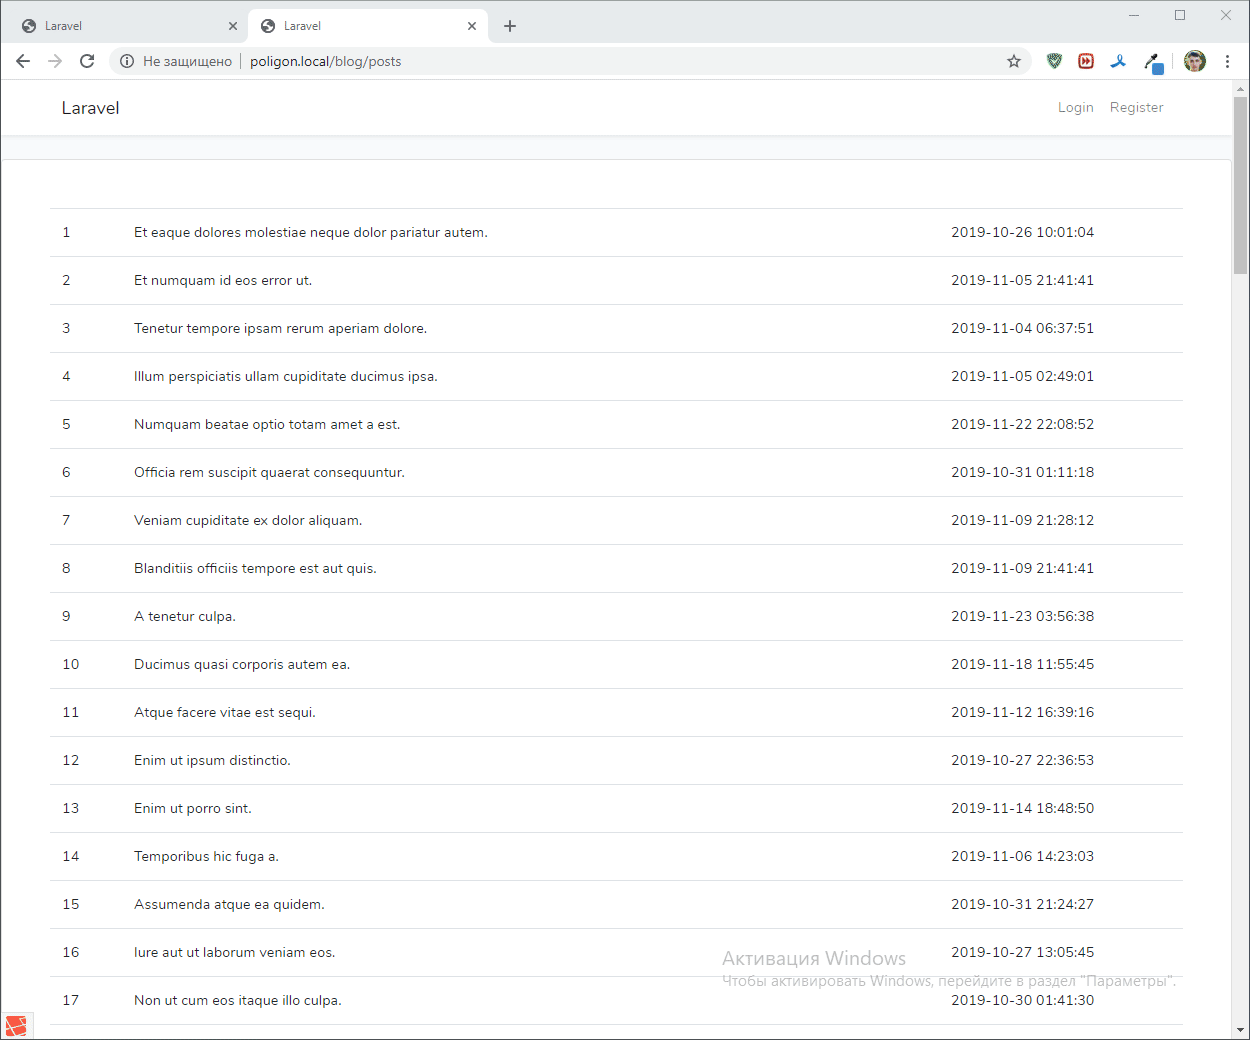 Laravel
Laravel
Не защищено
poligon.local/blog/posts
Laravel
Login Register
1 Et eaque dolores molestiae neque dolor pariatur autem. 2019-10-26 10:01:04
2 Et numquam id eos error ut. 2019-11-05 21:41:41
3 Tenetur tempore ipsam rerum aperiam dolore. 2019-11-04 06:37:51
4 Illum perspiciatis ullam cupiditate ducimus ipsa. 2019-11-05 02:49:01
5 Numquam beatae optio totam amet a est. 2019-11-22 22:08:52
6 Officia rem suscipit quaerat consequuntur. 2019-10-31 01:11:18
7 Veniam cupiditate ex dolor aliquam. 2019-11-09 21:28:12
8 Blanditiis officiis tempore est aut quis. 2019-11-09 21:41:41
9 A tenetur culpa. 2019-11-23 03:56:38
10 Ducimus quasi corporis autem ea. 2019-11-18 11:55:45
11 Atque facere vitae est sequi. 2019-11-12 16:39:16
12 Enim ut ipsum distinctio. 2019-10-27 22:36:53
13 Enim ut porro sint. 2019-11-14 18:48:50
14 Temporibus hic fuga a. 2019-11-06 14:23:03
15 Assumenda atque ea quidem. 2019-10-31 21:24:27
16 Iure aut ut laborum veniam eos. 2019-10-27 13:05:45
Активация Windows
Чтобы активировать Windows, перейдите в раздел "Параметры".
17 Non ut cum eos itaque illo culpa. 2019-10-30 01:41:30